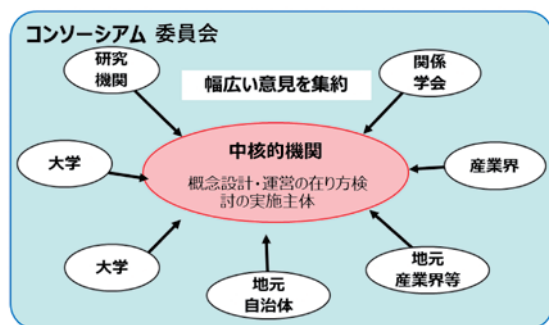 コンソーシアム 委員会
研究
機関
幅広い意見を集約
関係
学会
大学
中核的機関
概念設計・運営の在り方検
討の実施主体
産業界
大学
地元
自治体
地元
産業界等